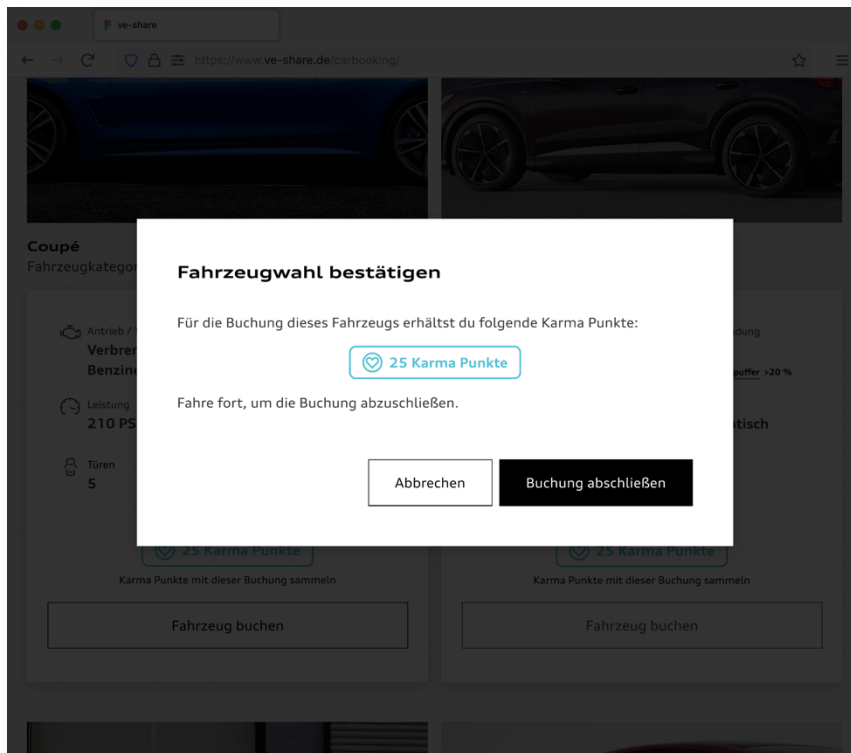 ve-share
https://www.ve-share.de/carbooking/
Coupé
Fahrzeugkategor
Fahrzeugwahl bestätigen
Für die Buchung dieses Fahrzeugs erhältst du folgende Karma Punkte:
25 Karma Punkte
Fahre fort, um die Buchung abzuschließen.
Abbrechen
Buchung abschließen
Antrieb /
Verbrer
Benzine
Leistung
210 PS
Türen
5
dung
puffer >20 %
tisch
25 Karma Punkte
Karma Punkte mit dieser Buchung sammeln
Fahrzeug buchen
25 Karma Punkte
Karma Punkte mit dieser Buchung sammeln
Fahrzeug buchen